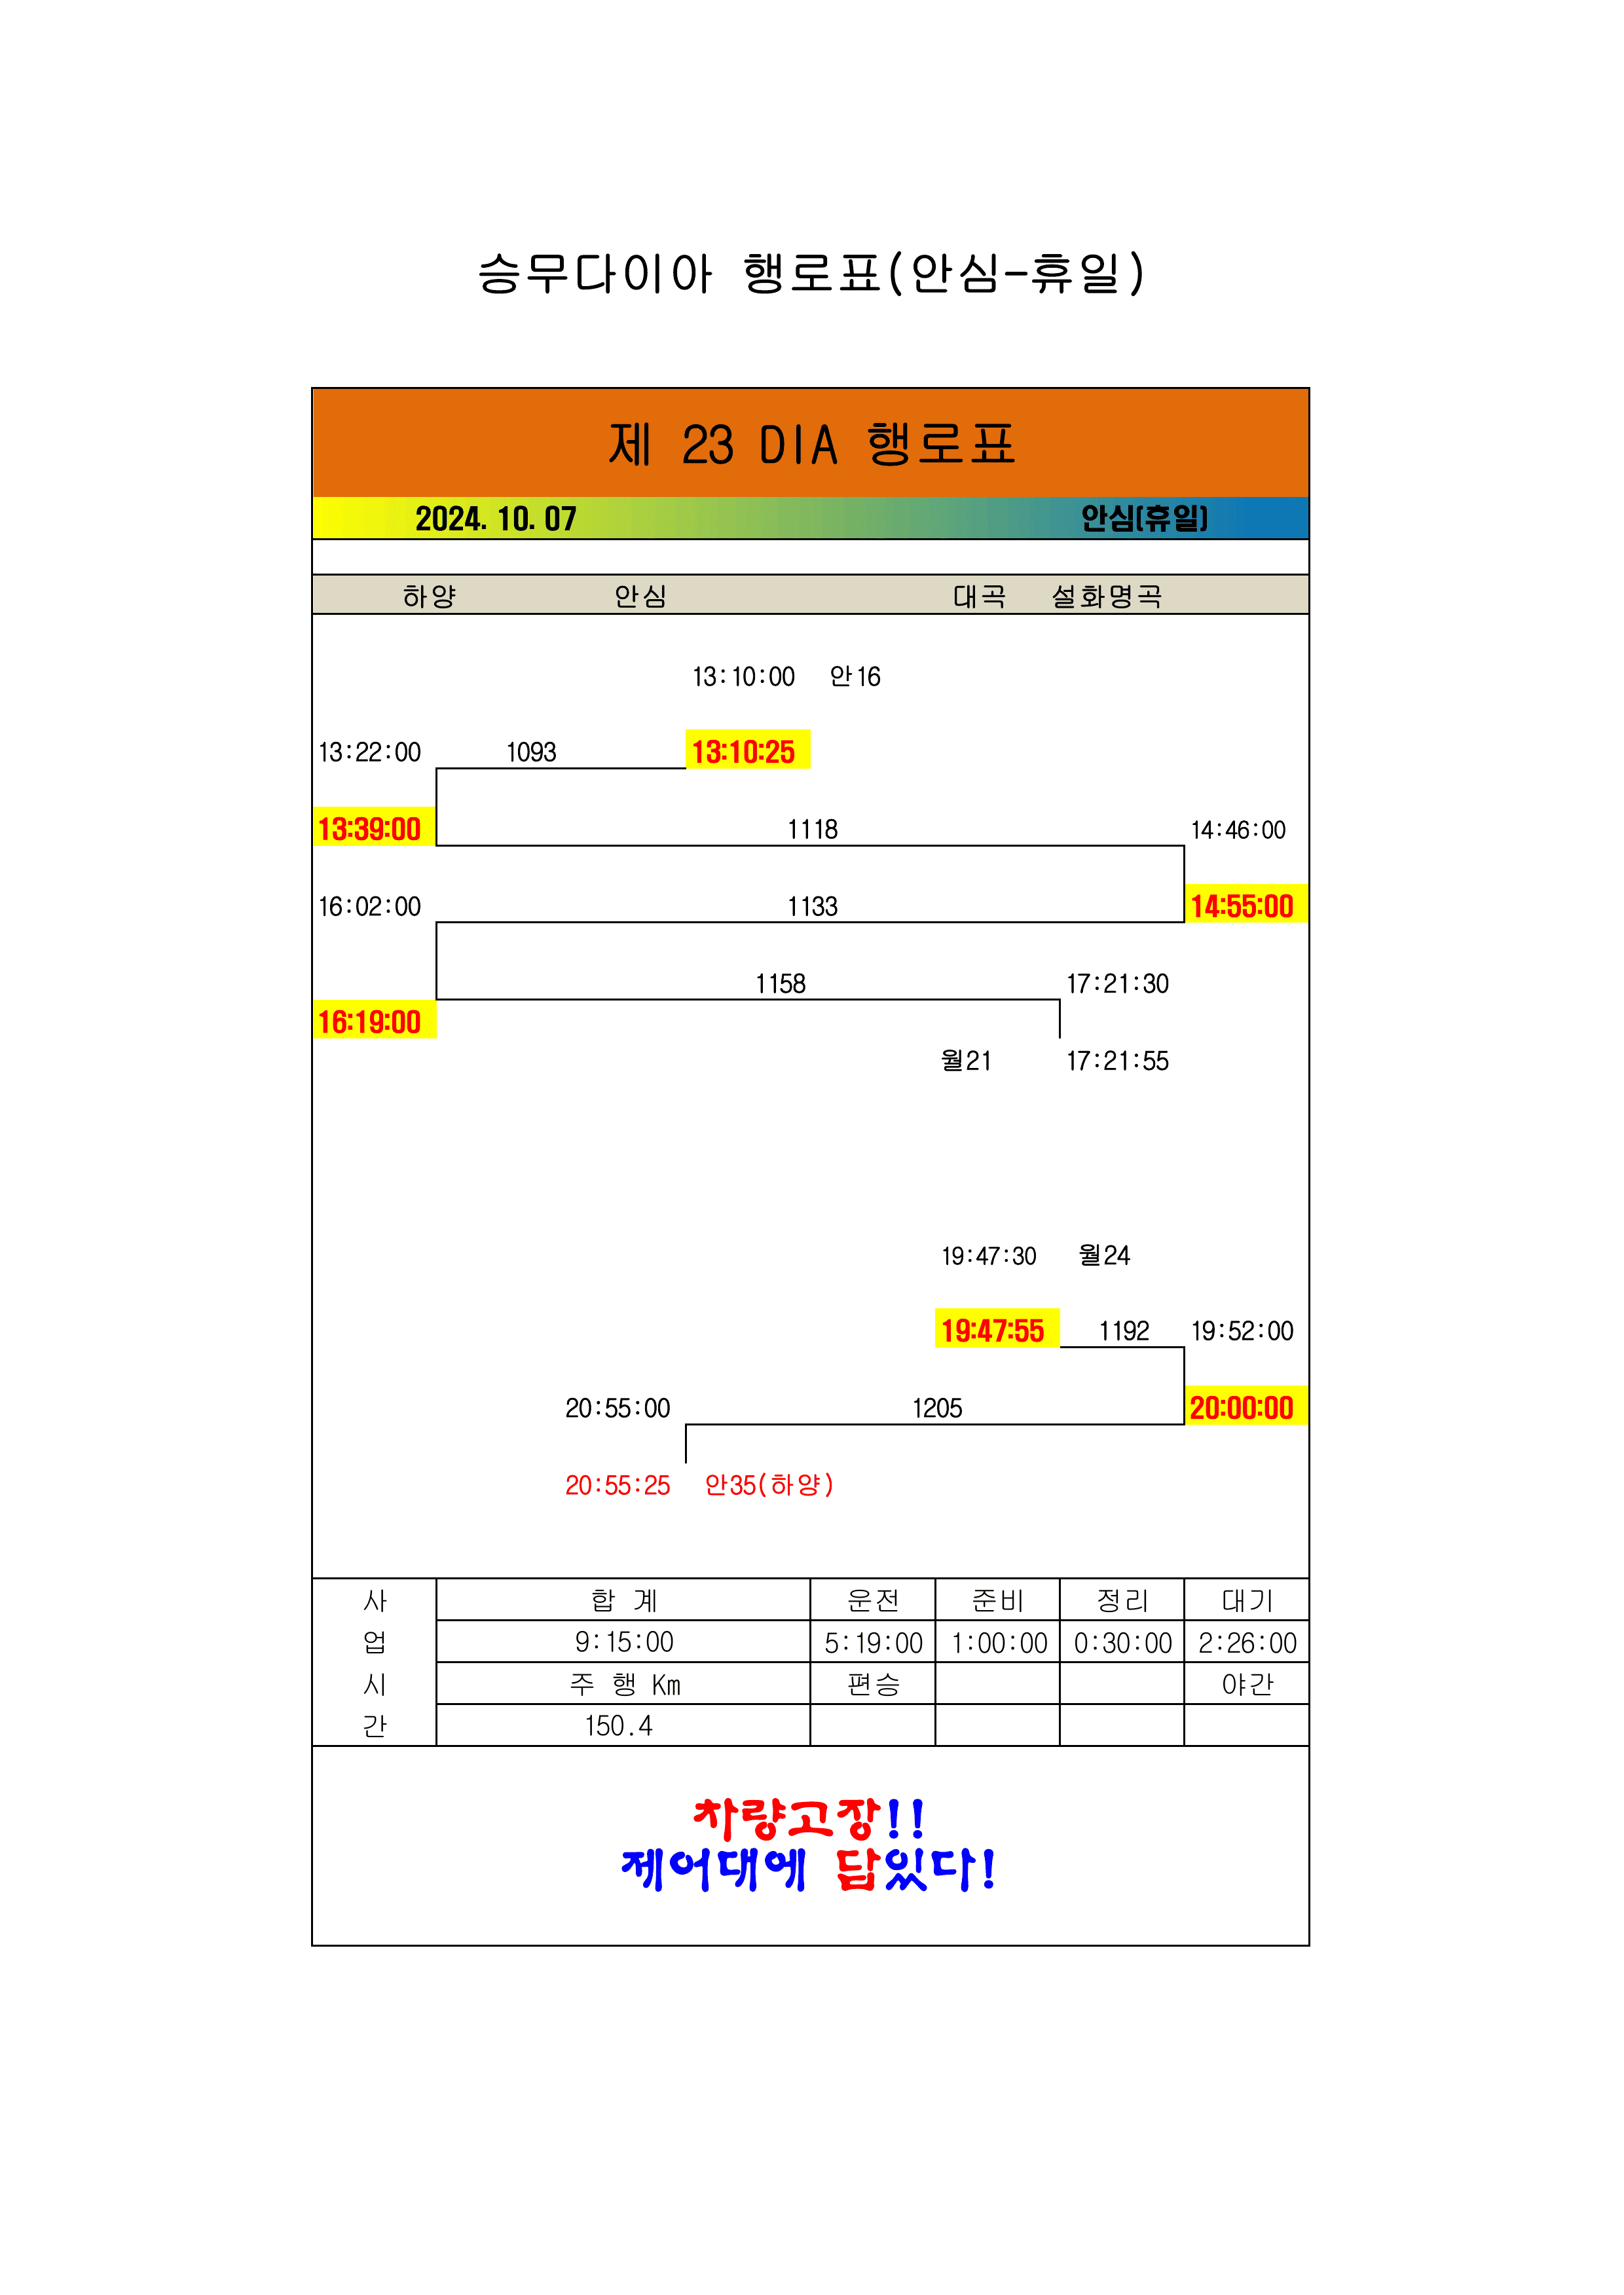 승무다이아 행로표(안심-휴일)
제 23 DIA 행로표
2024. 10. 07 안심(휴일)
하양 안심 대곡 설화명곡
13:10:00 안16
13:22:00 1093 13:10:25
13:39:00 1118 14:46:00
16:02:00 1133 14:55:00
1158 17:21:30
16:19:00
월21 17:21:55
19:47:30 월24
19:47:55 1192 19:52:00
20:55:00 1205 20:00:00
20:55:25 안35(하양)
사 합 계 운전 준비 정리 대기
업 9:15:00 5:19:00 1:00:00 0:30:00 2:26:00
시 주 행 Km 편승 야간
간 150.4
차량고장!!
제어대에 답있다!